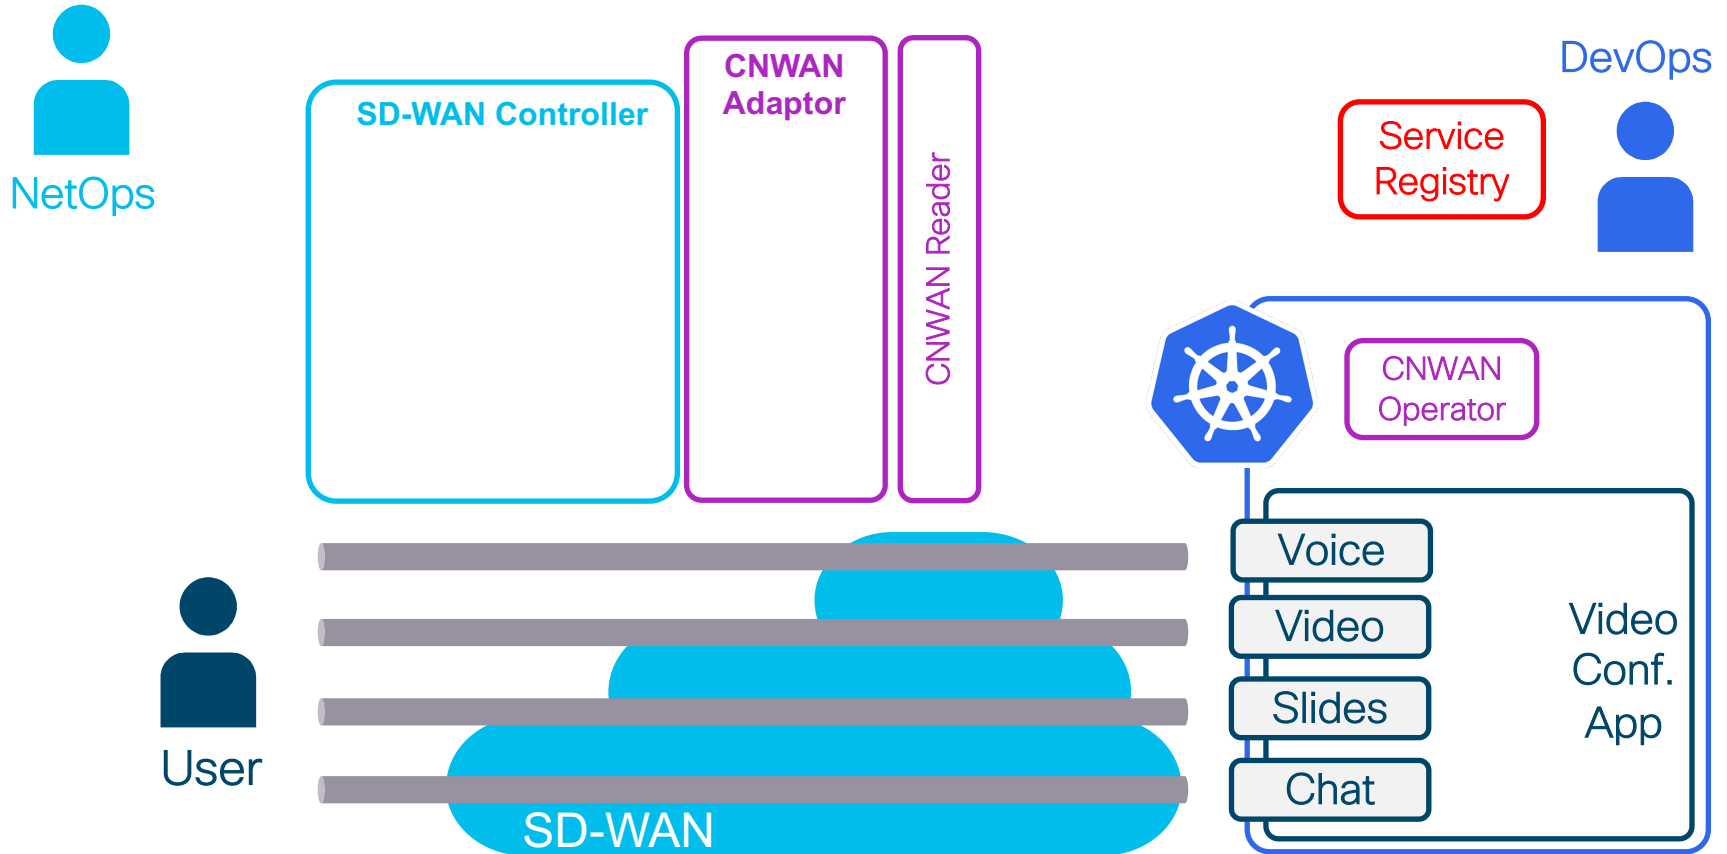 NetOps
SD-WAN Controller
CNWAN
Adaptor
CNWAN Reader
DevOps
Service
Registry
CNWAN
Operator
Voice
Video
Slides
Chat
Video
Conf.
App
User
SD-WAN